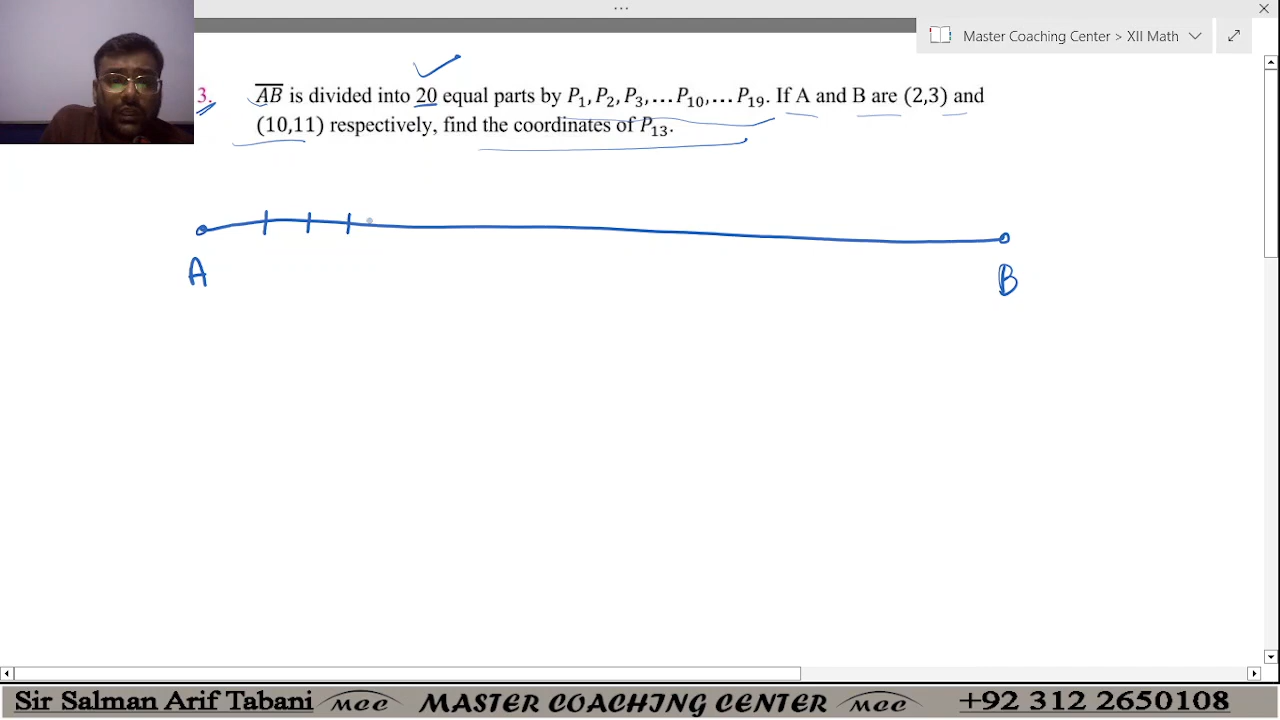 Master Coaching Center > XII Math
3. AB is divided into 20 equal parts by P₁, P₂, P₃, …P₁₀, …P₁₉. If A and B are (2,3) and
(10,11) respectively, find the coordinates of P₁₃.
A B
Sir Salman Arif Tabani mcc MASTER COACHING CENTER mcc +92 312 2650108